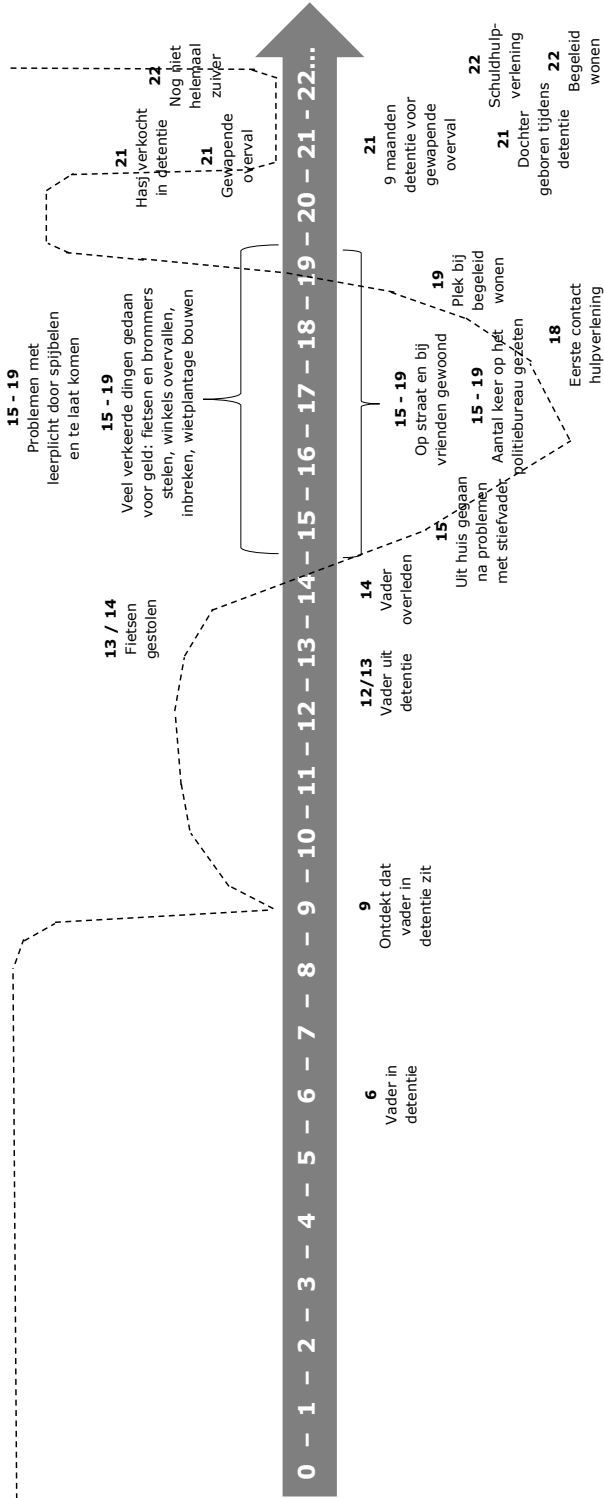 15 - 19
Problemen met
leerplicht door spijbelen
en te laat komen
15 - 19
Veel verkeerde dingen gedaan
voor geld: fietsen en brommers
stelen, winkels overvallen,
inbreken, wietplantage bouwen
13 / 14
Fietsen
gestolen
21
Hasj verkocht
in detentie
22
Nog niet
helemaal
zuiver
21
Gewapende
overval
0 – 1 – 2 – 3 – 4 – 5 – 6 – 7 – 8 – 9 – 10 – 11 – 12 – 13 – 14 – 15 – 16 – 17 – 18 – 19 – 20 – 21 - 22...
6
Vader in
detentie
9
Ontdekt dat
vader in
detentie zit
12/13
Vader uit
detentie
14
Vader
overleden
15
Uit huis gegaan
na problemen
met stiefvader
15 - 19
Op straat en bij
vrienden gewoond
15 - 19
Aantal keer op het
politiebureau gezeten
18
Eerste contact
hulpverlening
19
Plek bij
begeleid
wonen
21
9 maanden
detentie voor
gewapende
overval
21
Dochter
geboren tijdens
detentie
22
Schuldhulp-
verlening
22
Begeleid
wonen